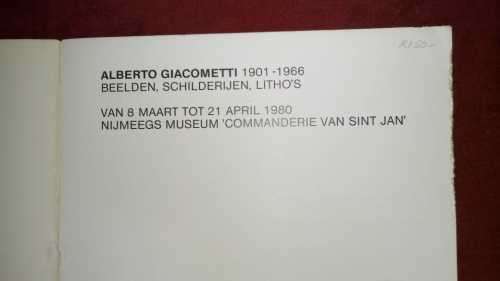 ALBERTO GIACOMETTI 1901-1966
BEELDEN, SCHILDERIJEN, LITHO'S
VAN 8 MAART TOT 21 APRIL 1980
NIJMEEGS MUSEUM 'COMMANDERIE VAN SINT JAN'